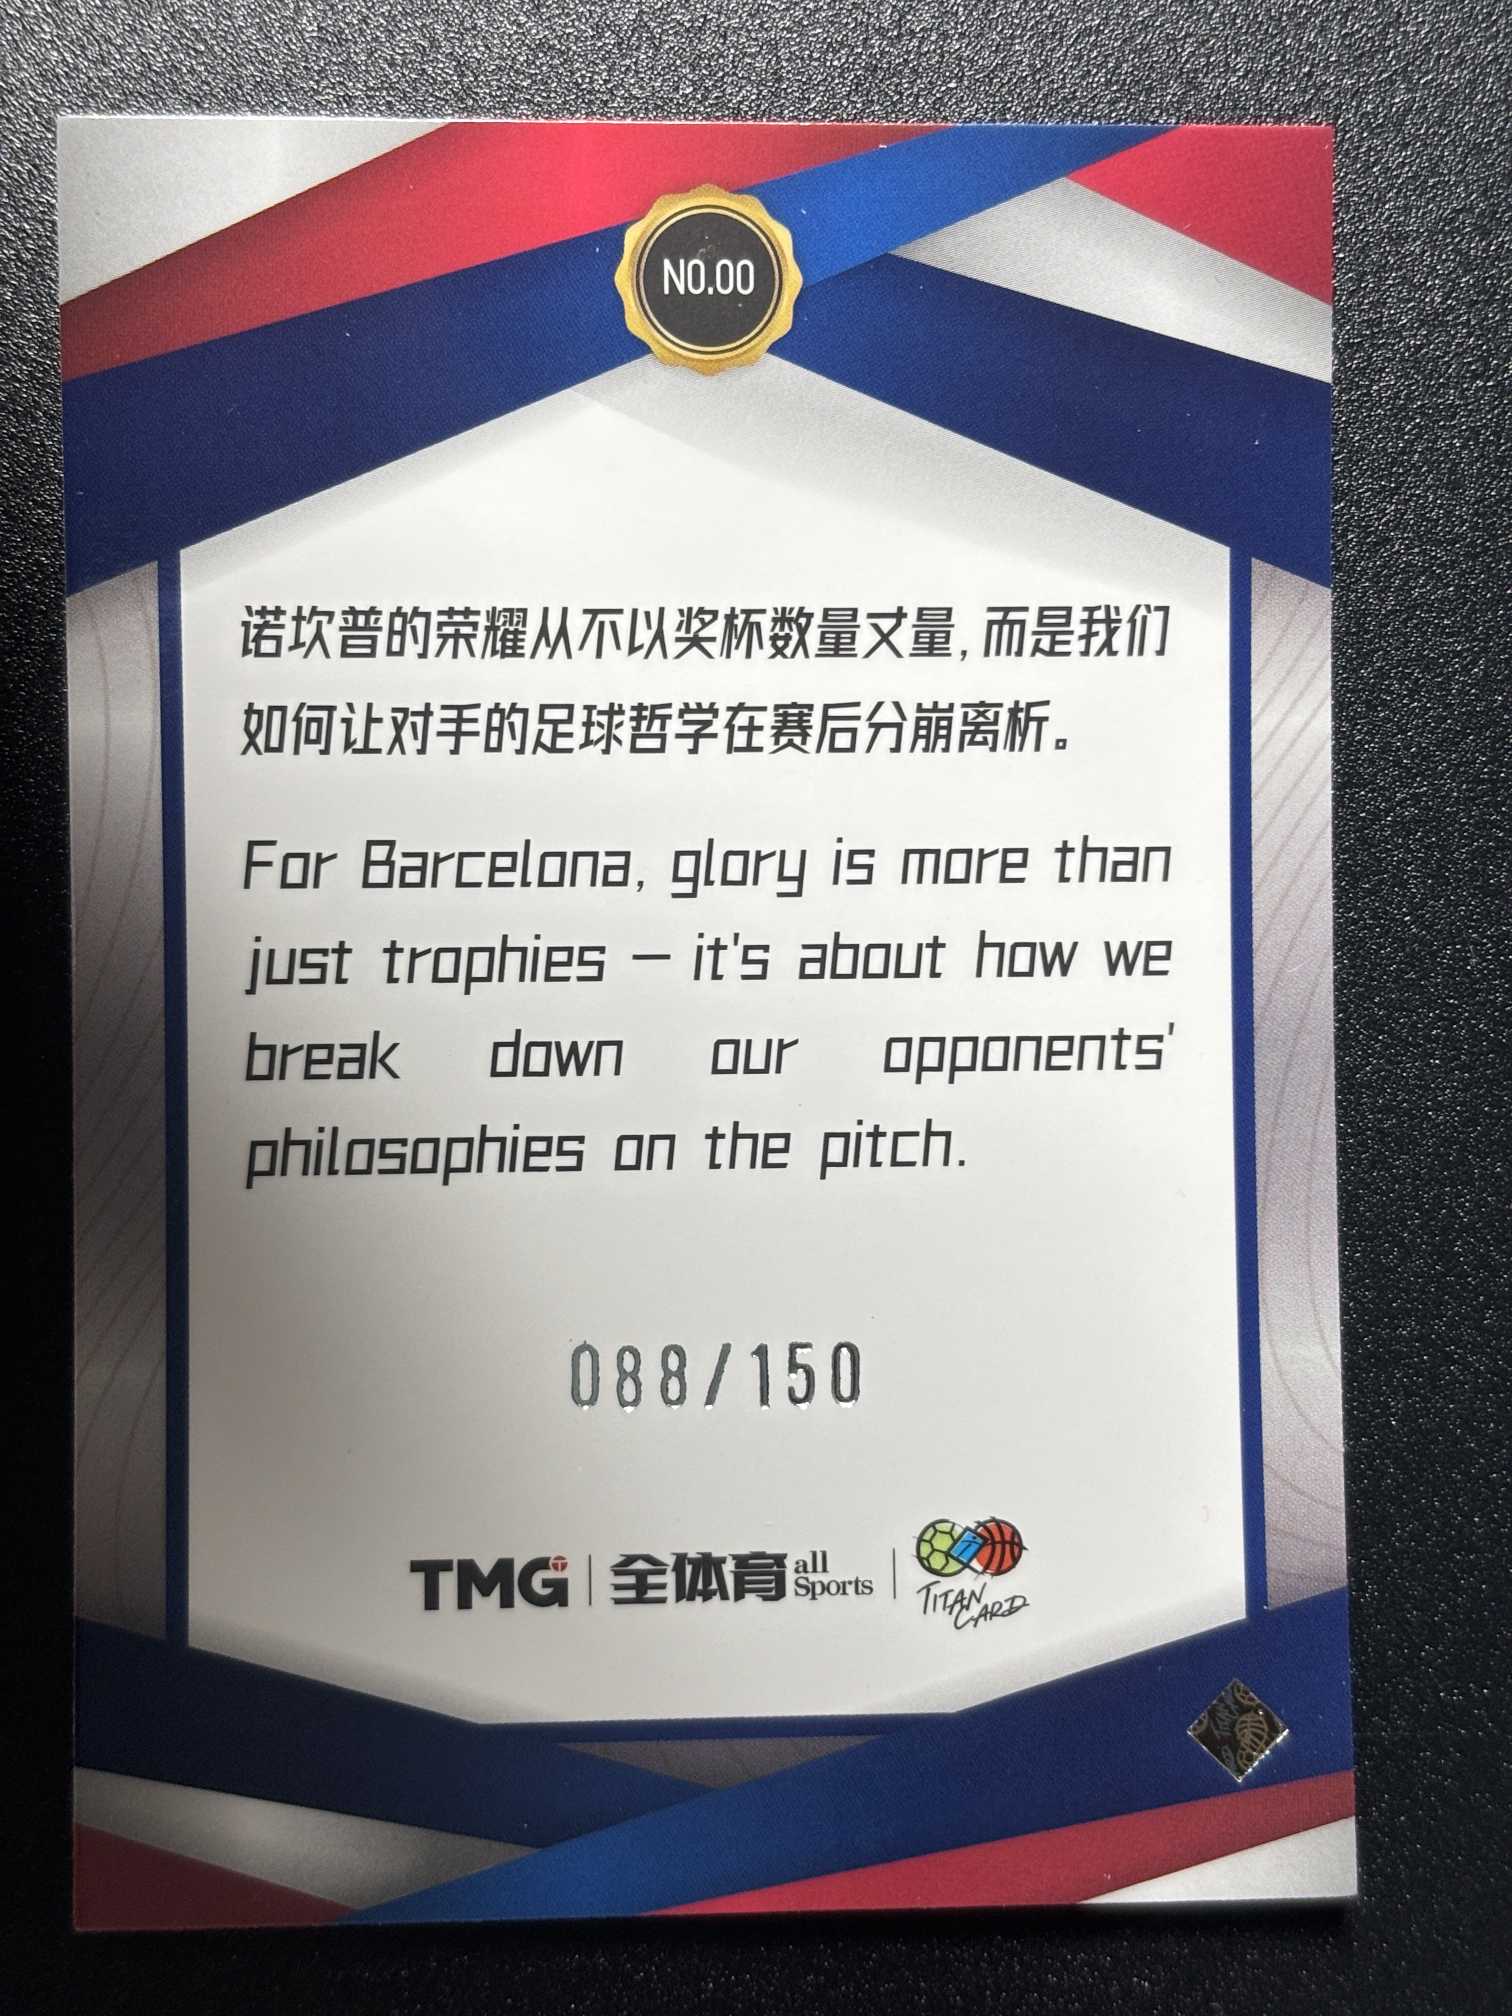 NO.00
诺坎普的荣耀从不以奖杯数量丈量,而是我们
如何让对手的足球哲学在赛后分崩离析。
For Barcelona, glory is more than
just trophies – it's about how we
break down our opponents'
philosophies on the pitch.
088/150
TMG | 全体育 all Sports | TITAN CARD